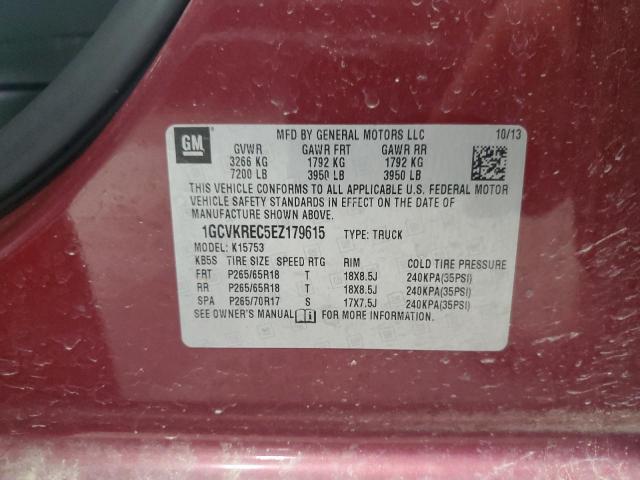 GM
MFD BY GENERAL MOTORS LLC 10/13
GVWR GAWR FRT GAWR RR
3266 KG 1792 KG 1792 KG
7200 LB 3950 LB 3950 LB
THIS VEHICLE CONFORMS TO ALL APPLICABLE U.S. FEDERAL MOTOR
VEHICLE SAFETY STANDARDS IN EFFECT ON THE DATE OF
MANUFACTURE SHOWN ABOVE.
1GCVKREC5EZ179615 TYPE: TRUCK
MODEL: K15753
KB5S TIRE SIZE SPEED RTG RIM COLD TIRE PRESSURE
FRT P265/65R18 T 18X8.5J 240KPA(35PSI)
RR P265/65R18 T 18X8.5J 240KPA(35PSI)
SPA P265/70R17 S 17X7.5J 240KPA(35PSI)
SEE OWNER'S MANUAL FOR MORE INFORMATION.